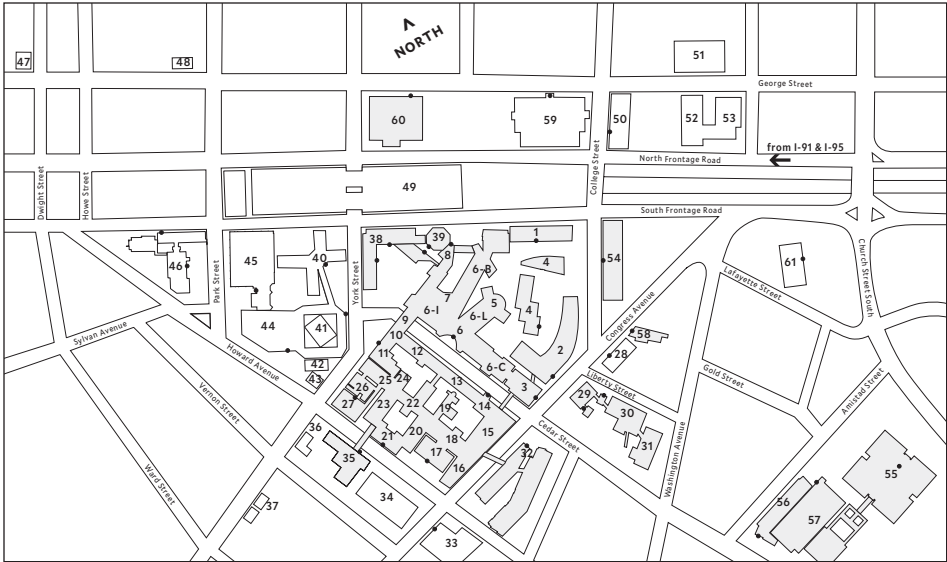 NORTH
47
48
51
George Street
60
59
50
52
53
from I-91 & I-95
North Frontage Road
College Street
49
Dwight Street
Howe Street
South Frontage Road
38
39
1
8
4
6-B
54
61
46
45
40
Park Street
York Street
Church Street South
Lafayette Street
7
5
6-I
6-L
4
44
41
9
6
Congress Avenue
58
Sylvan Avenue
10
2
28
11
12
6-C
42
43
Howard Avenue
25
24
13
3
Liberty Street
Gold Street
26
27
23
22
19
14
29
30
Amistad Street
Vernon Street
36
21
20
18
15
Cedar Street
31
Washington Avenue
35
17
16
32
Ward Street
34
37
33
55
56
57